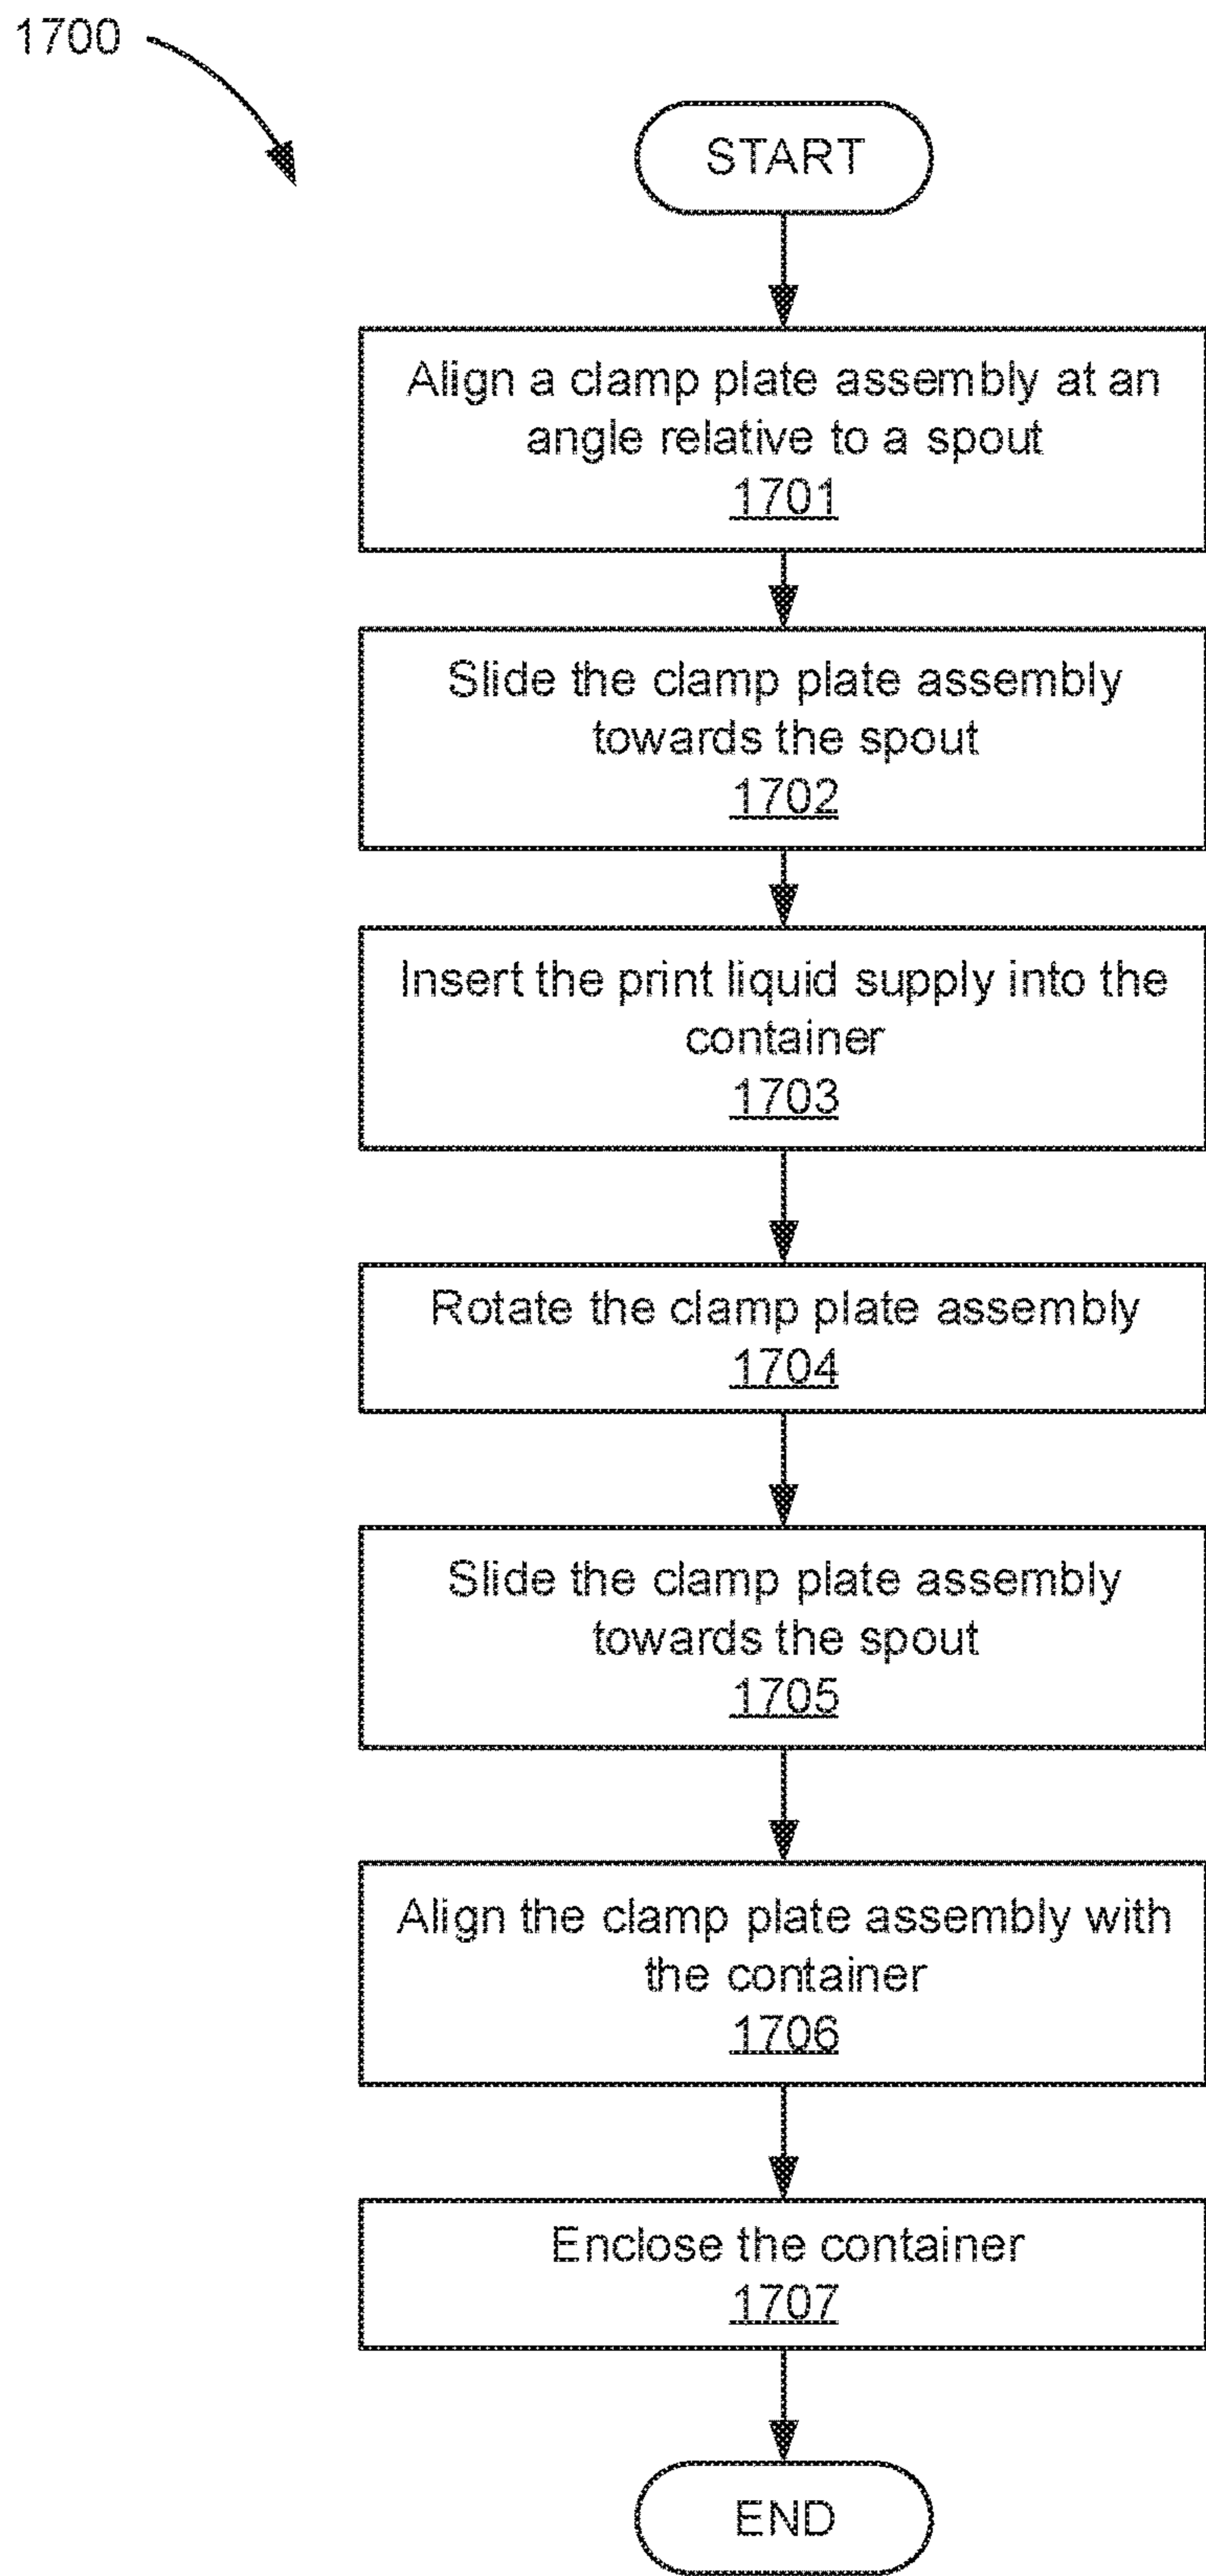 1700
START
Align a clamp plate assembly at an
angle relative to a spout
1701
Slide the clamp plate assembly
towards the spout
1702
Insert the print liquid supply into the
container
1703
Rotate the clamp plate assembly
1704
Slide the clamp plate assembly
towards the spout
1705
Align the clamp plate assembly with
the container
1706
Enclose the container
1707
END